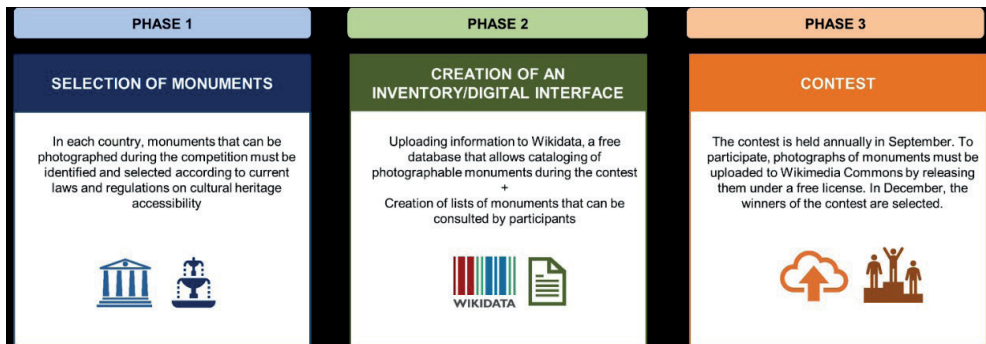 PHASE 1
SELECTION OF MONUMENTS
In each country, monuments that can be
photographed during the competition must be
identified and selected according to current
laws and regulations on cultural heritage
accessibility
PHASE 2
CREATION OF AN
INVENTORY/DIGITAL INTERFACE
Uploading information to Wikidata, a free
database that allows cataloging of
photographable monuments during the contest
+
Creation of lists of monuments that can be
consulted by participants
WIKIDATA
PHASE 3
CONTEST
The contest is held annually in September. To
participate, photographs of monuments must be
uploaded to Wikimedia Commons by releasing
them under a free license. In December, the
winners of the contest are selected.